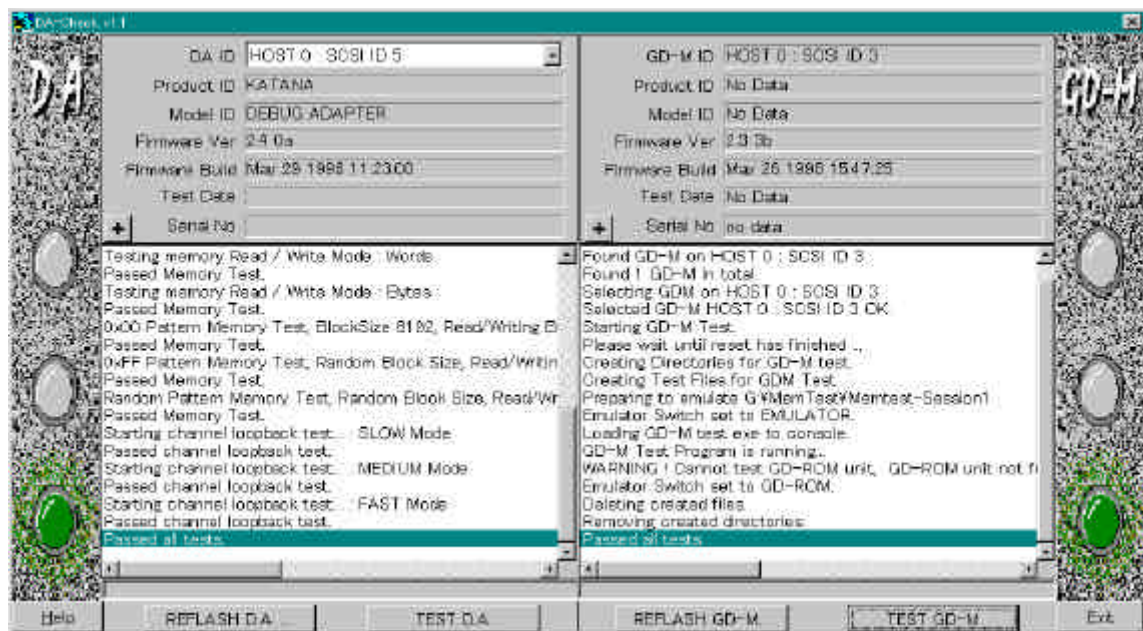 DA-Check v1.1
DA
DA ID HOST 0 : SCSI ID 5
Product ID KATANA
Model ID DEBUG ADAPTER
Firmware Ver 2.4.0a
Firmware Build May 29 1998 11:23:00
Test Date
Serial No
+
Testing memory Read / Write Mode : Words
Passed Memory Test.
Testing memory Read / Write Mode : Bytes
Passed Memory Test.
0x00 Pattern Memory Test, BlockSize 8192, Read/Writing
Passed Memory Test.
0xFF Pattern Memory Test, Random Block Size, Read/Writin
Passed Memory Test.
Random Pattern Memory Test, Random Block Size, Read/Wr
Passed Memory Test.
Starting channel loopback test... : SLOW Mode
Passed channel loopback test.
Starting channel loopback test... : MEDIUM Mode
Passed channel loopback test.
Starting channel loopback test... : FAST Mode
Passed channel loopback test.
Passed all tests.
GD-M
GD-M ID HOST 0 : SCSI ID 3
Product ID No Data
Model ID No Data
Firmware Ver 2.3.3b
Firmware Build May 26 1998 15:47:25
Test Date No Data
Serial No no data
+
Found GD-M on HOST 0 : SCSI ID 3
Found 1 GD-M in total
Selecting GDM on HOST 0 : SCSI ID 3
Selected GD-M HOST 0 : SCSI ID 3 OK
Starting GD-M Test.
Please wait until reset has finished ..,
Creating Directories for GD-M test.
Creating Test Files for GDM Test.
Preparing to emulate G:¥MemTest¥Memtest-Session1
Emulator Switch set to EMULATOR.
Loading GD-M test exe to console.
GD-M Test Program is running..
WARNING ! Cannot test GD-ROM unit, GD-ROM unit not f
Emulator Switch set to GD-ROM.
Deleting created files.
Removing created directories.
Passed all tests.
Help
REFLASH D.A.
TEST D.A.
REFLASH GD-M
TEST GD-M
Exit